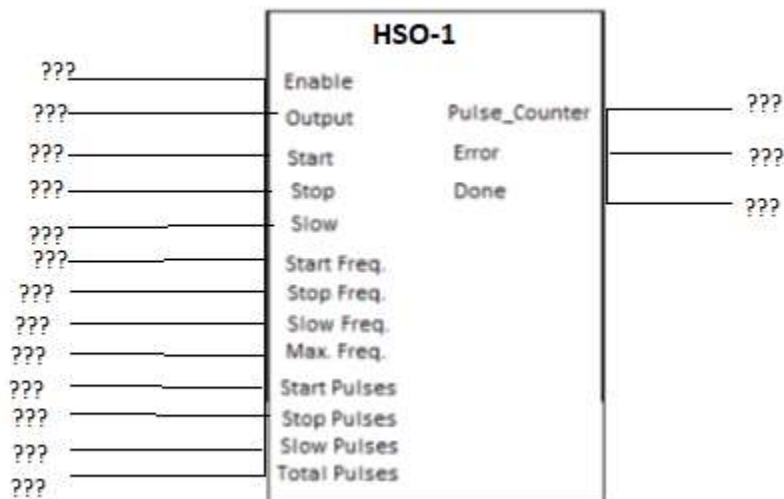 HSO-1
??? Enable
??? Output Pulse_Counter ???
??? Start Error ???
??? Stop Done ???
??? Slow
??? Start Freq.
??? Stop Freq.
??? Slow Freq.
??? Max. Freq.
??? Start Pulses
??? Stop Pulses
??? Slow Pulses
??? Total Pulses